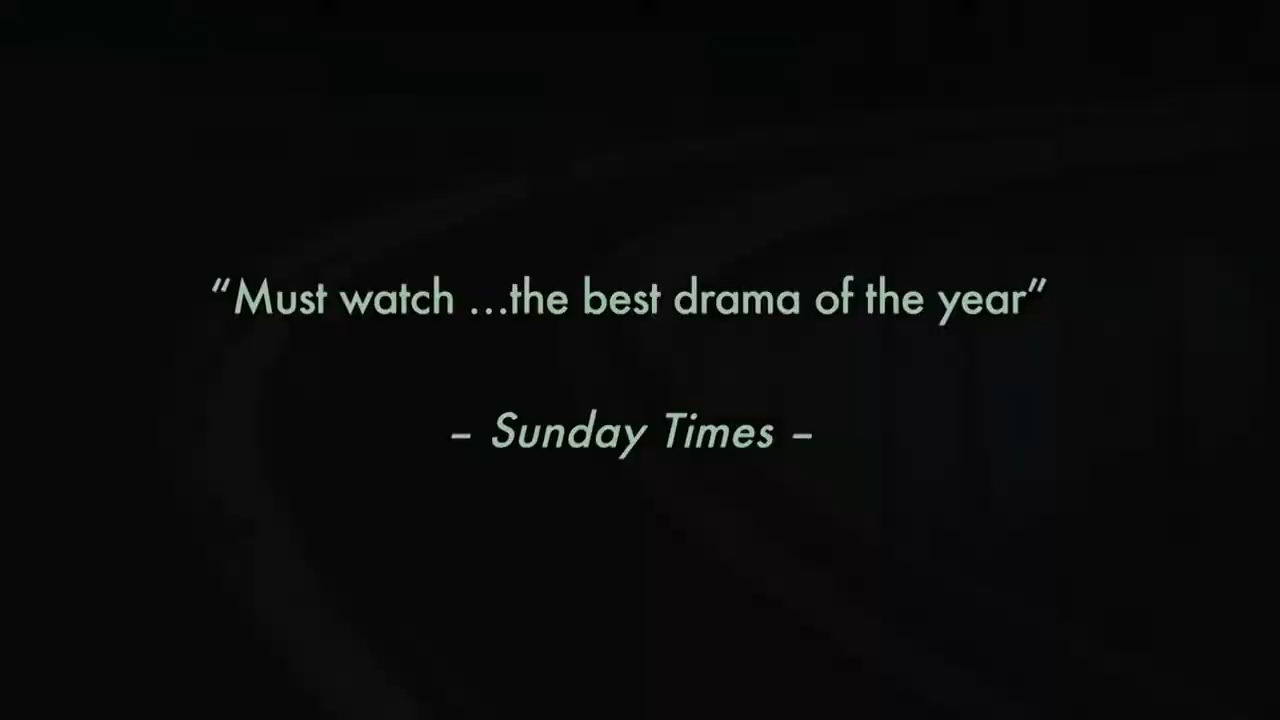 “Must watch ...the best drama of the year”
– Sunday Times –